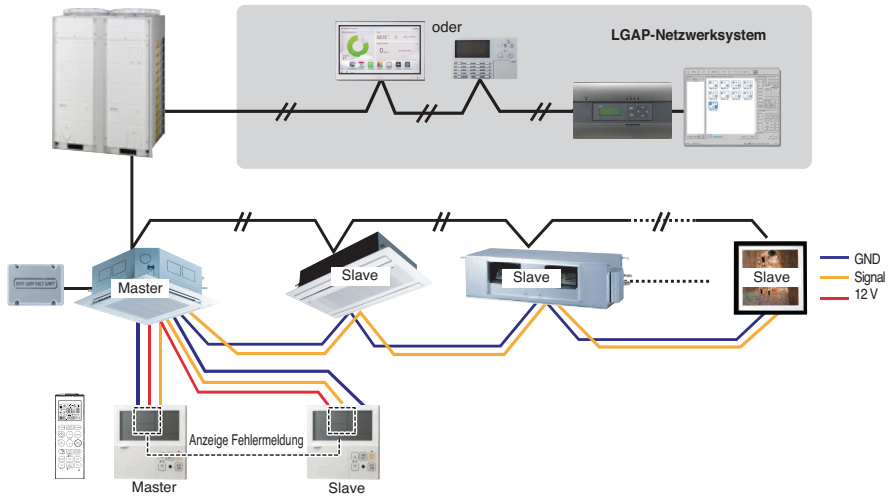 oder
LGAP-Netzwerksystem
Master
Slave
Slave
Slave
GND
Signal
12 V
Anzeige Fehlermeldung
Master
Slave